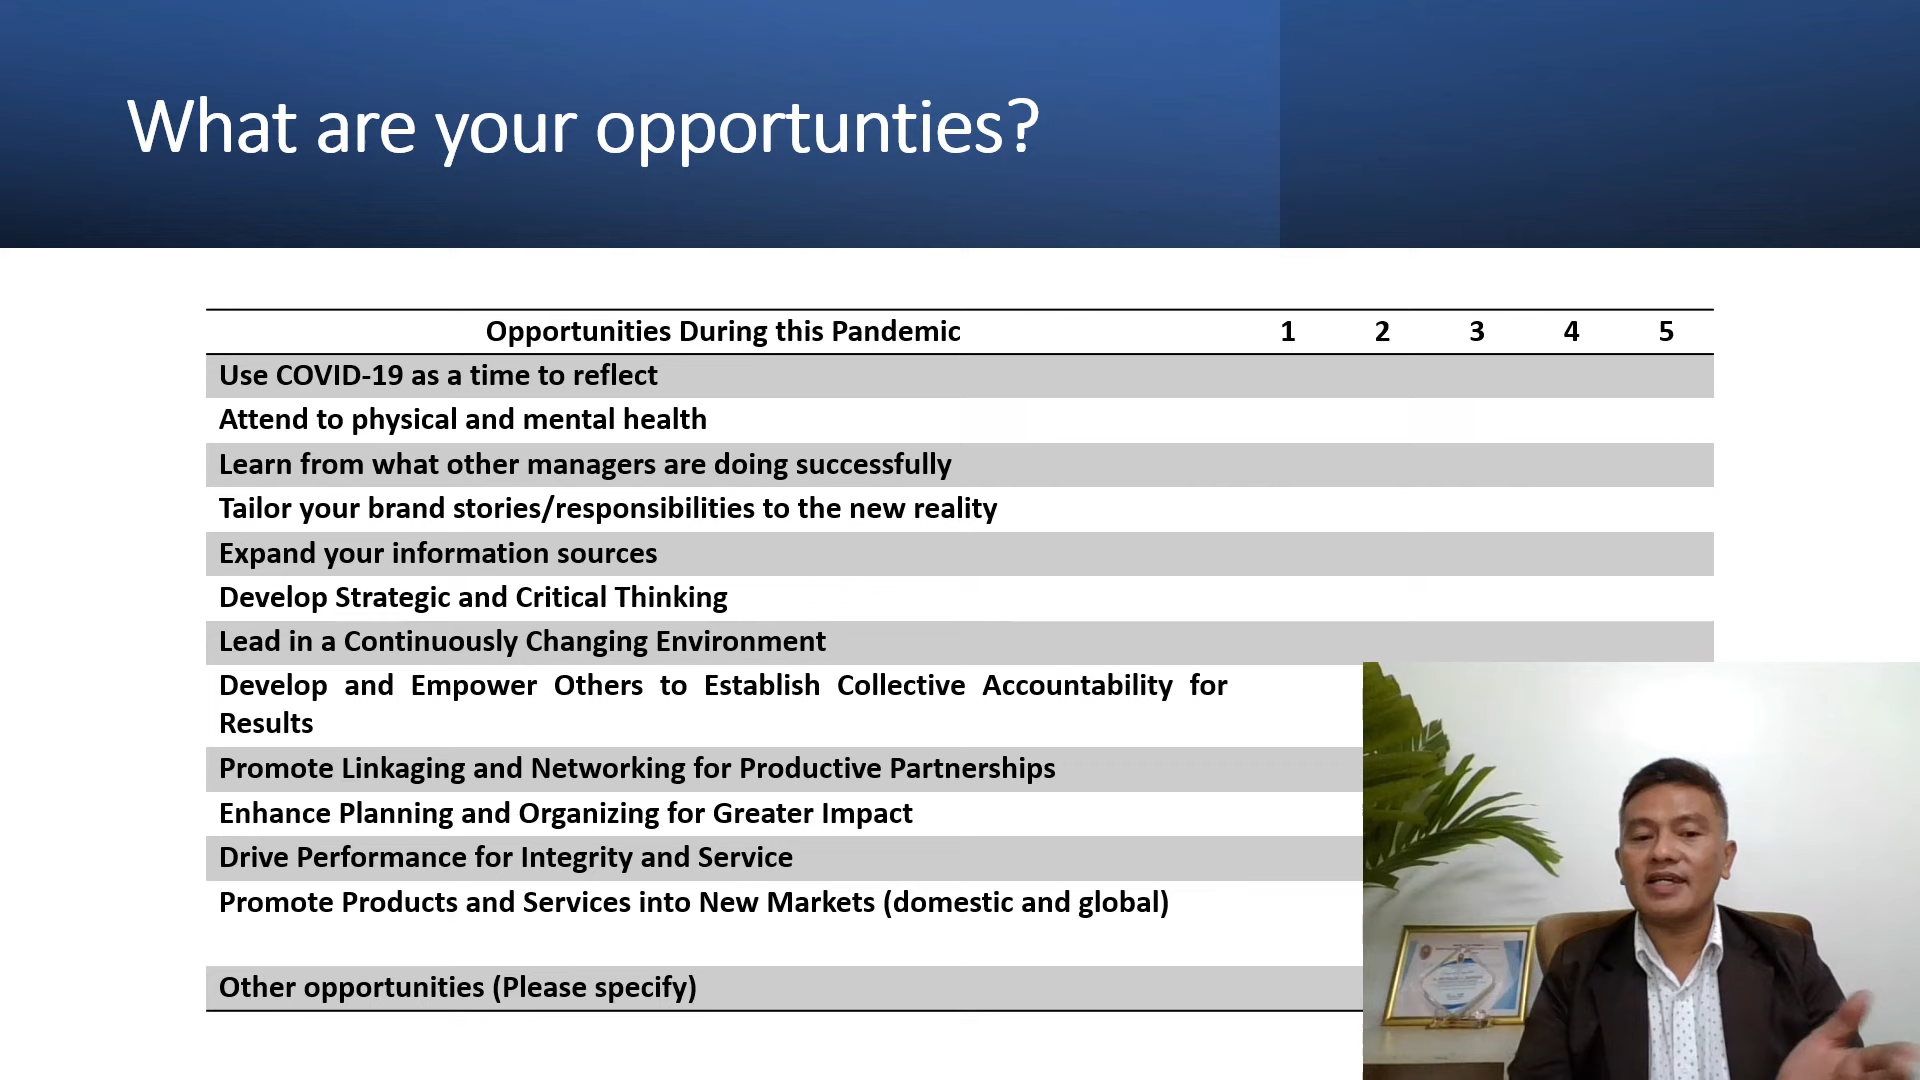 What are your opportunties?
Opportunities During this Pandemic 1 2 3 4 5
Use COVID-19 as a time to reflect
Attend to physical and mental health
Learn from what other managers are doing successfully
Tailor your brand stories/responsibilities to the new reality
Expand your information sources
Develop Strategic and Critical Thinking
Lead in a Continuously Changing Environment
Develop and Empower Others to Establish Collective Accountability for
Results
Promote Linkaging and Networking for Productive Partnerships
Enhance Planning and Organizing for Greater Impact
Drive Performance for Integrity and Service
Promote Products and Services into New Markets (domestic and global)
Other opportunities (Please specify)